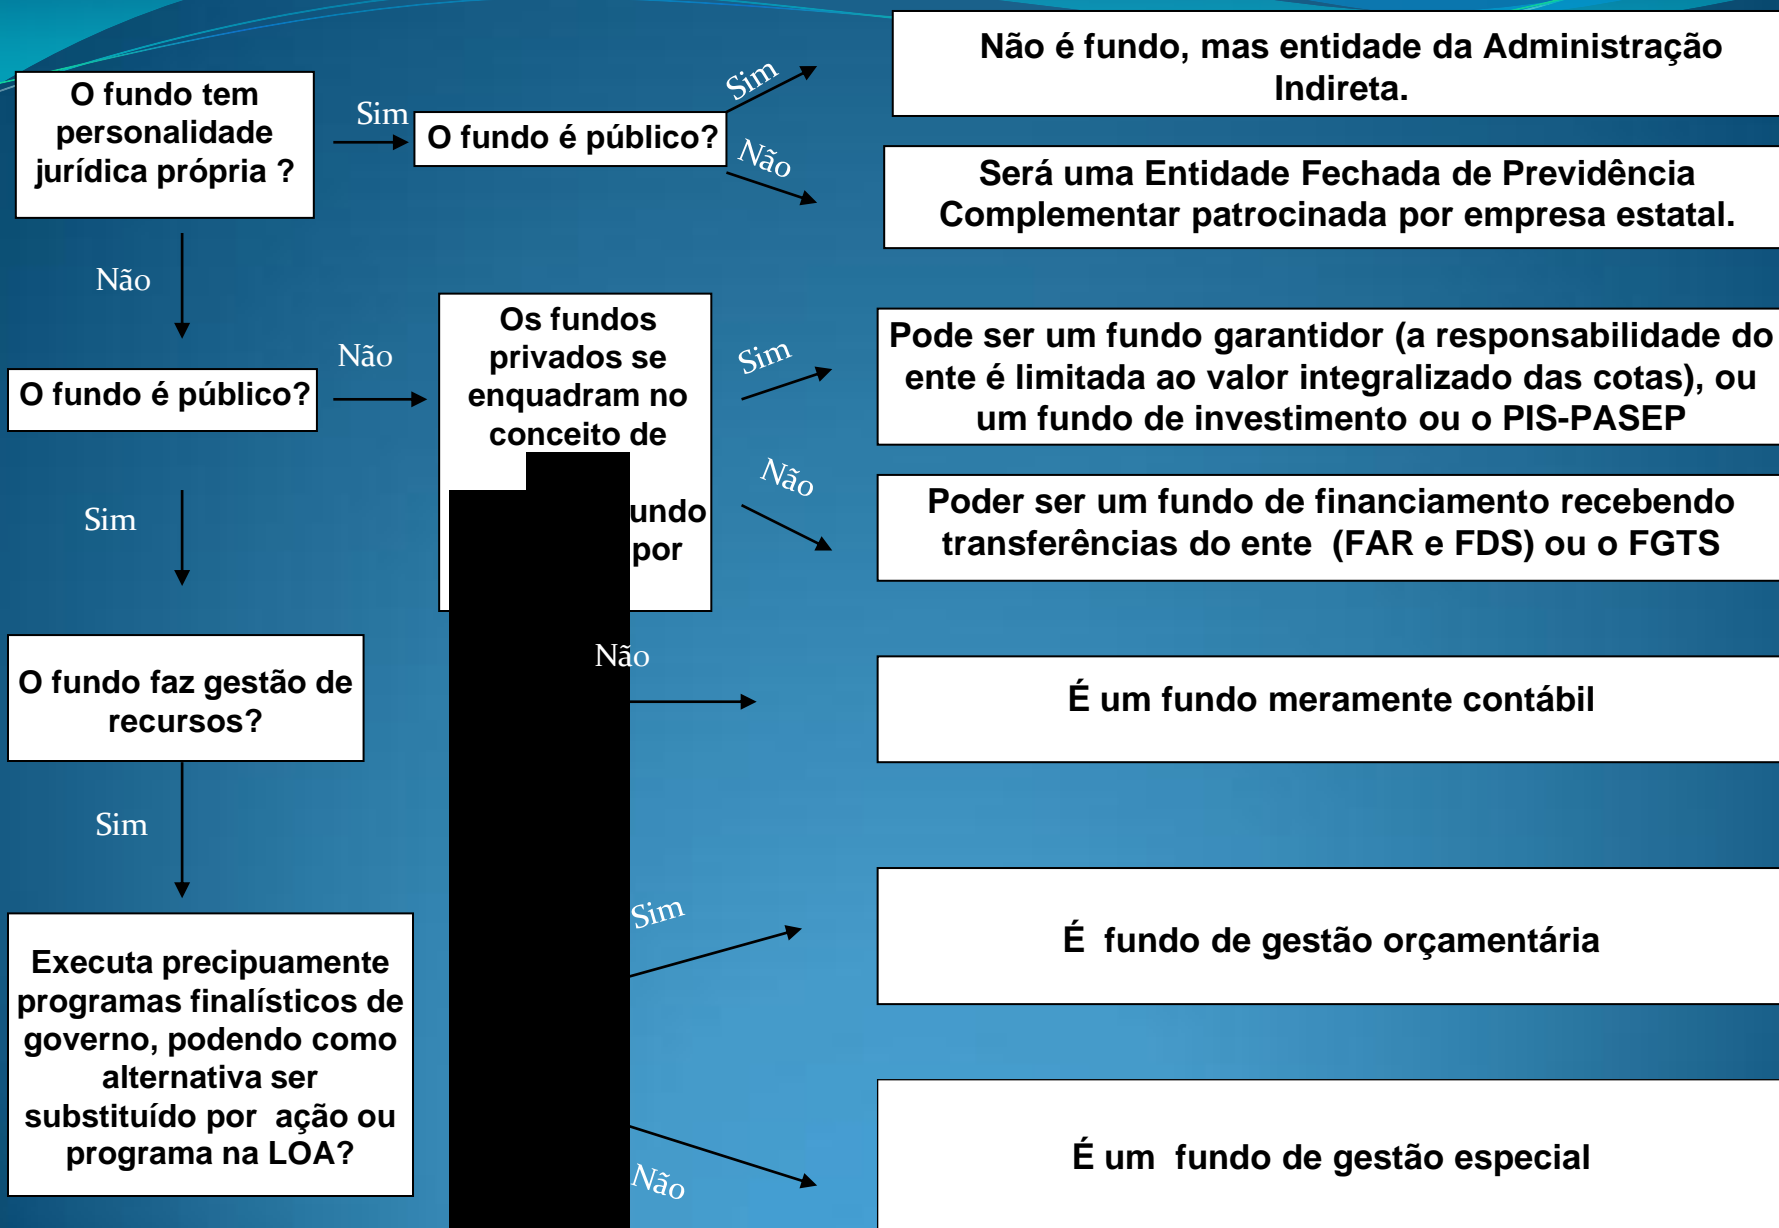 O fundo tem
personalidade
jurídica própria ?
Sim
O fundo é público?
Sim
Não é fundo, mas entidade da Administração
Indireta.
Não
Será uma Entidade Fechada de Previdência
Complementar patrocinada por empresa estatal.
Não
O fundo é público?
Não
Os fundos
privados se
enquadram no
conceito de
por
Sim
Pode ser um fundo garantidor (a responsabilidade do
ente é limitada ao valor integralizado das cotas), ou
um fundo de investimento ou o PIS-PASEP
Não
Poder ser um fundo de financiamento recebendo
transferências do ente (FAR e FDS) ou o FGTS
Sim
O fundo faz gestão de
recursos?
Não
É um fundo meramente contábil
Sim
Executa precipuamente
programas finalísticos de
governo, podendo como
alternativa ser
substituído por ação ou
programa na LOA?
Sim
É fundo de gestão orçamentária
Não
É um fundo de gestão especial